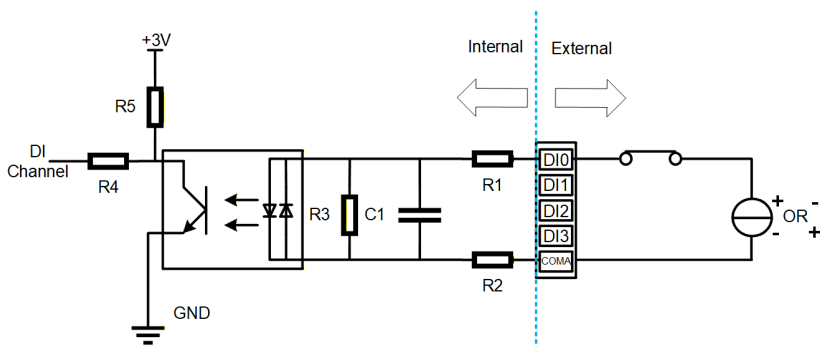 Internal
External
+3V
R5
DI
Channel
R4
R3
C1
R1
R2
DI0
DI1
DI2
DI3
COMA
+ -
OR
- +
GND